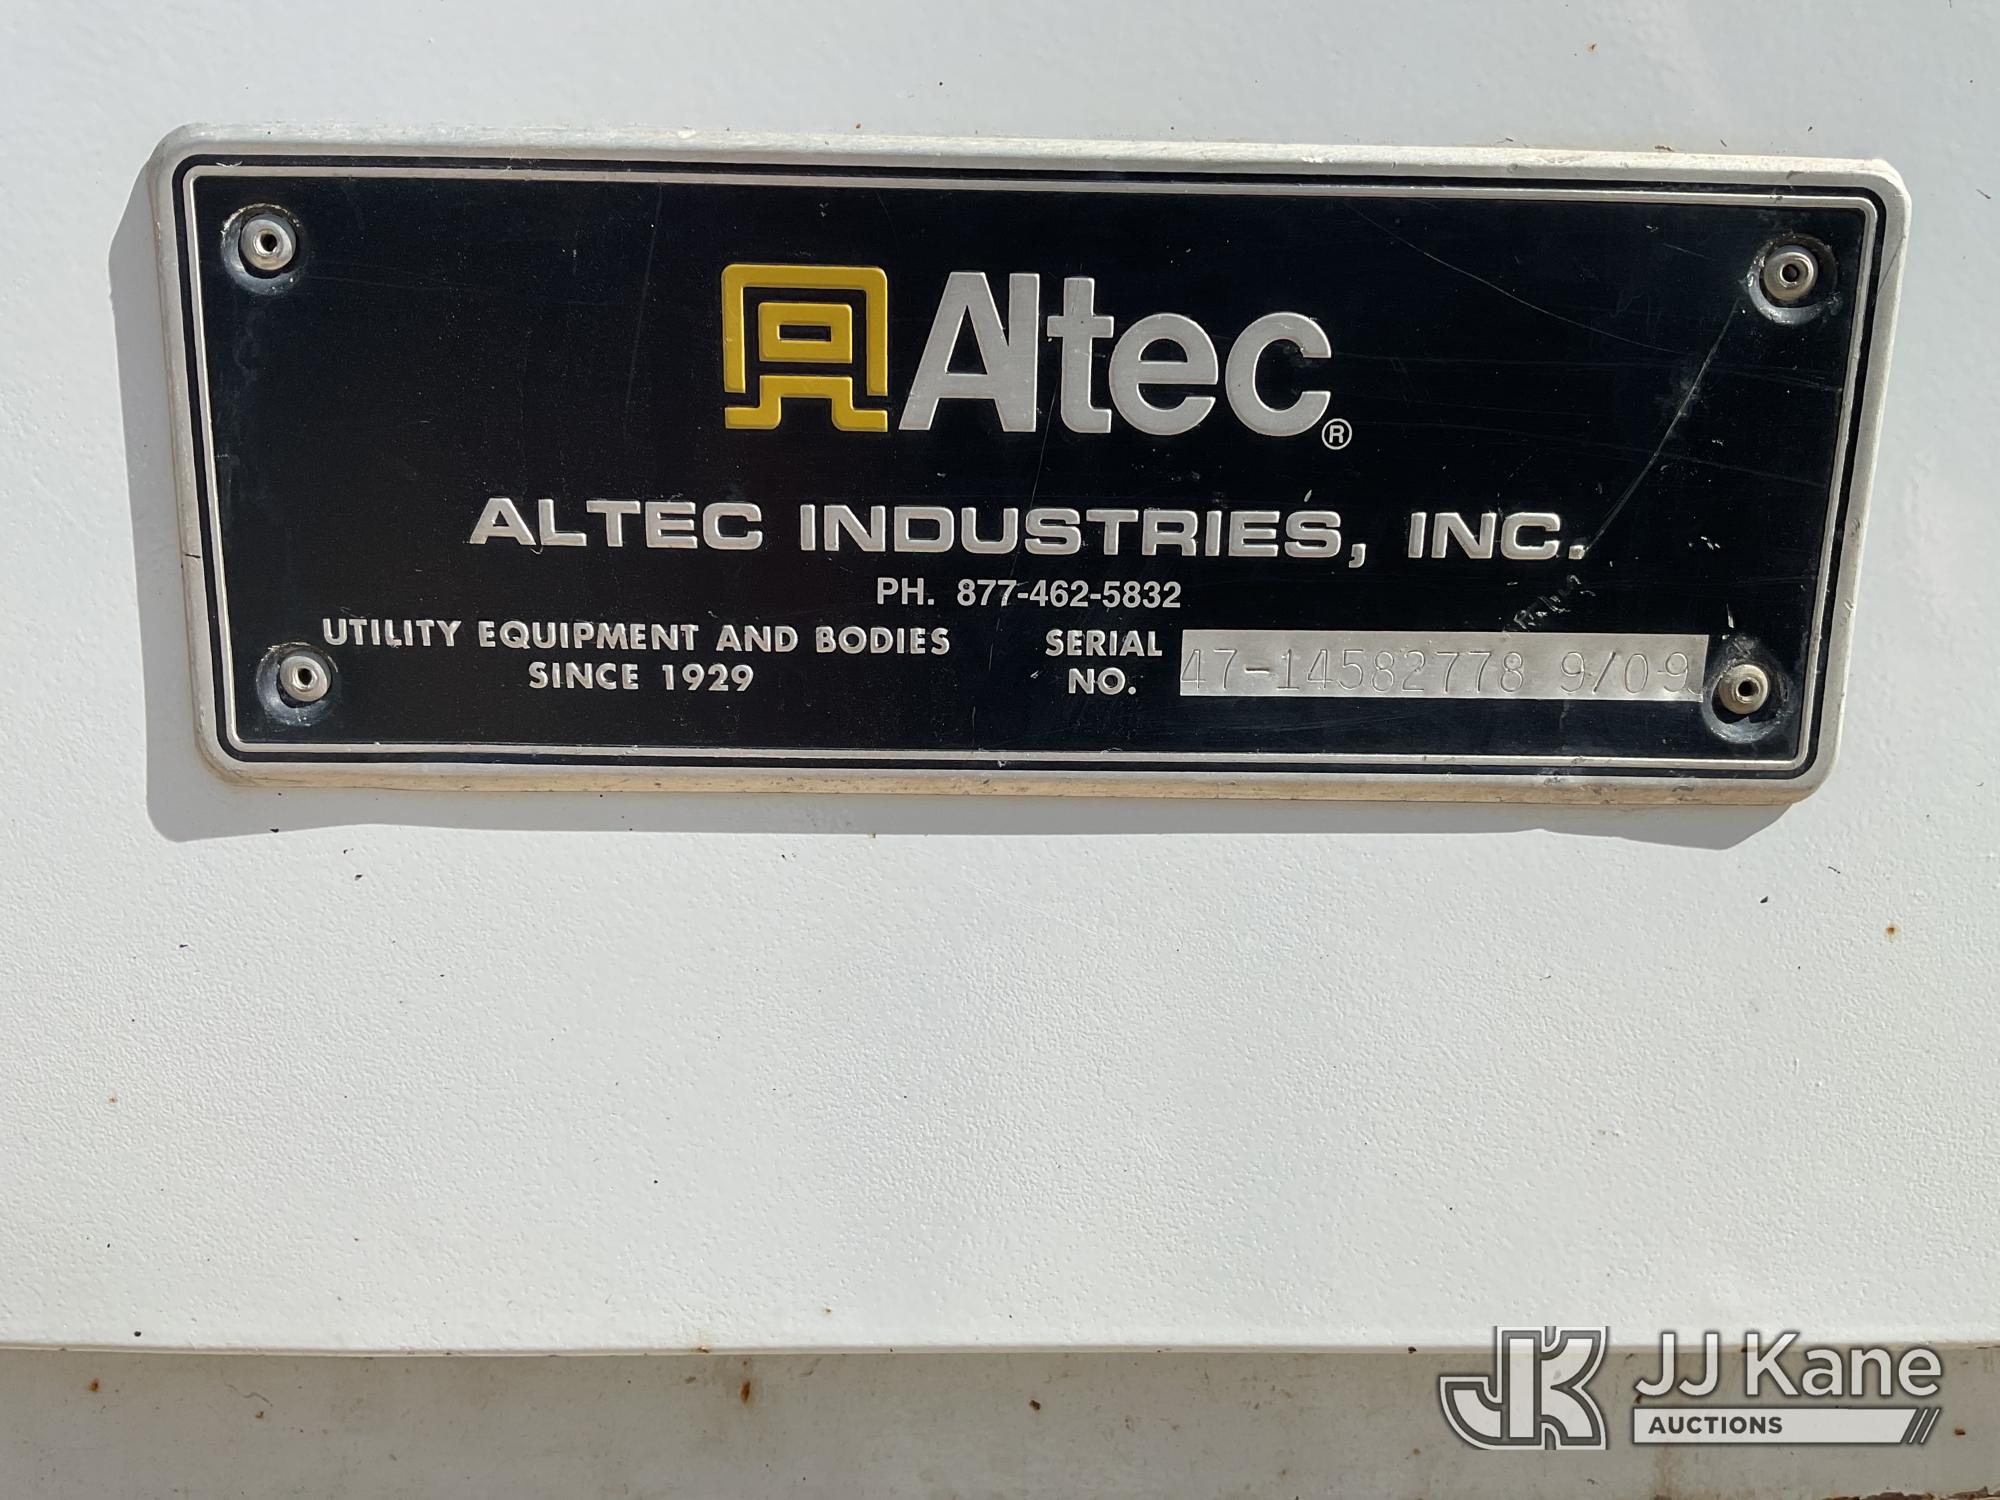 Altec®
ALTEC INDUSTRIES, INC.
PH. 877-462-5832
UTILITY EQUIPMENT AND BODIES
SINCE 1929
SERIAL
NO.
47-14582778 9/09
JK JJ Kane
AUCTIONS